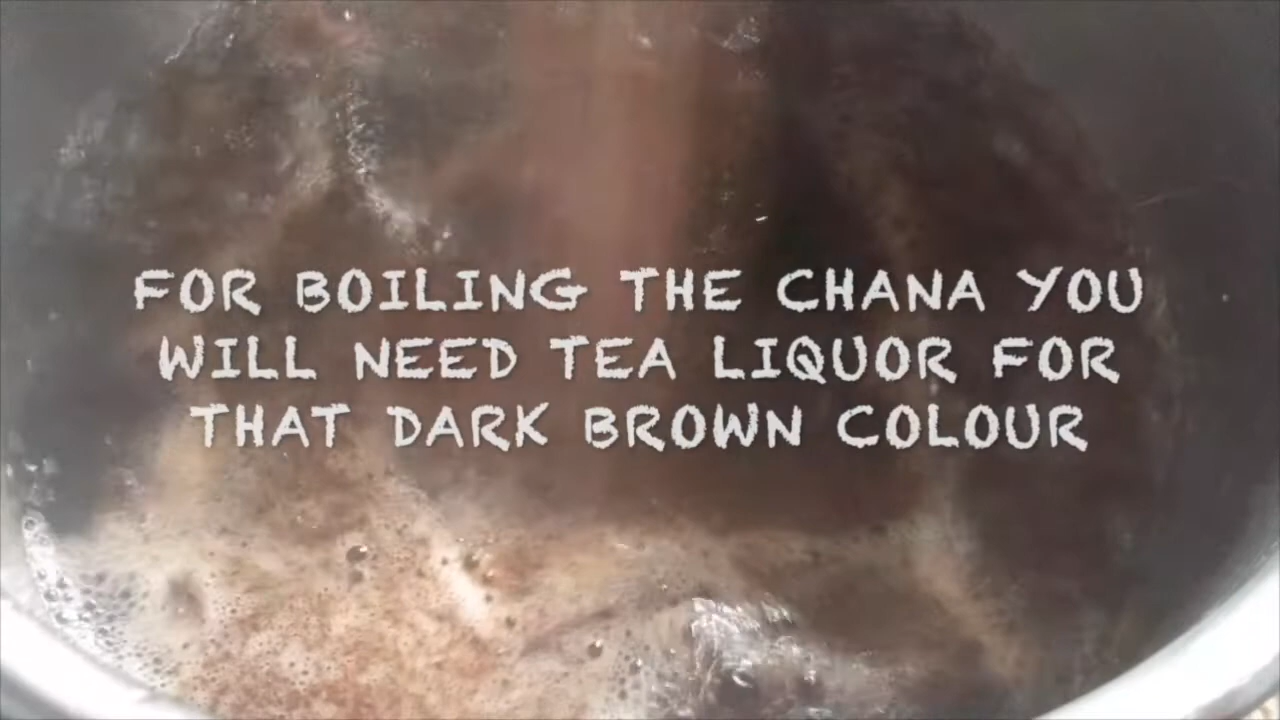 FOR BOILING THE CHANA YOU
WILL NEED TEA LIQUOR FOR
THAT DARK BROWN COLOUR